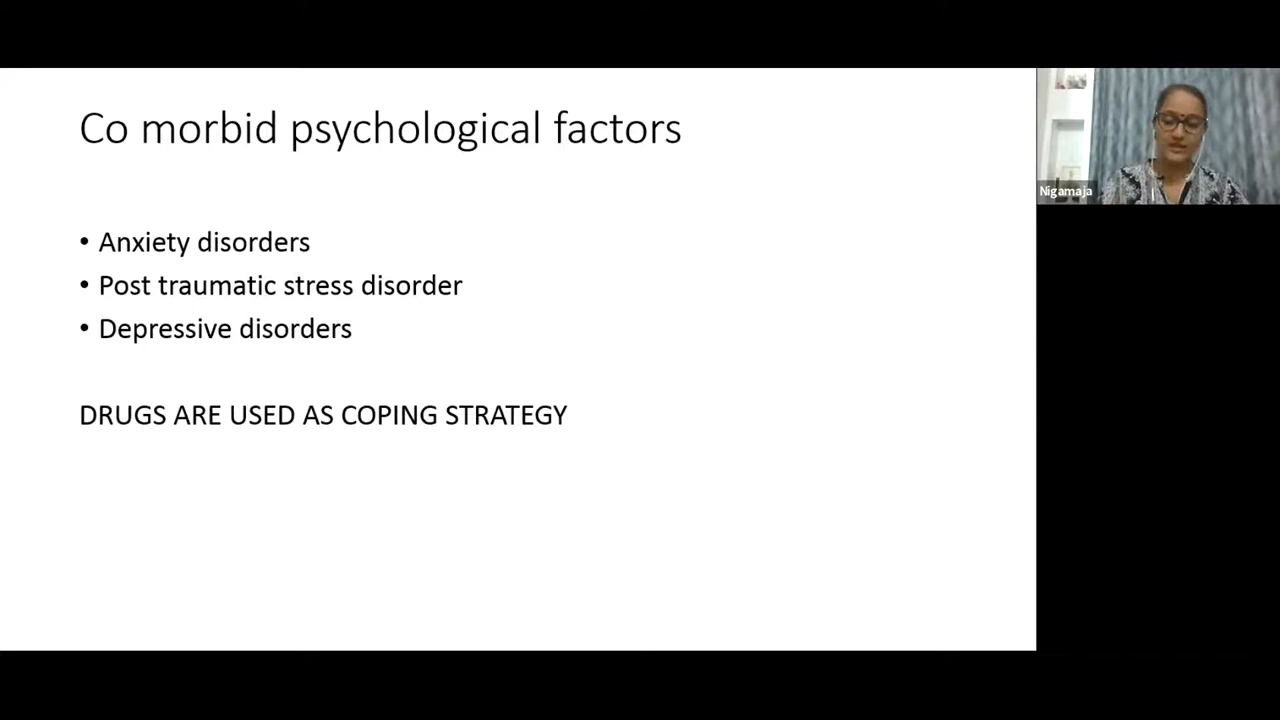 Co morbid psychological factors
• Anxiety disorders
• Post traumatic stress disorder
• Depressive disorders
DRUGS ARE USED AS COPING STRATEGY
Nigamaja